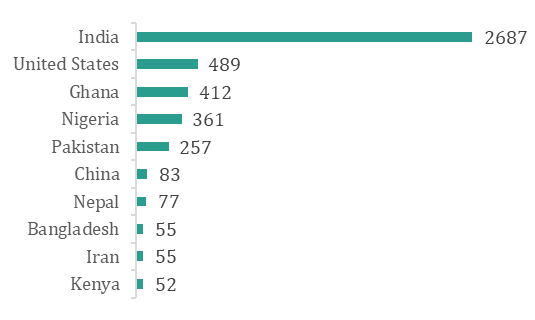 India 2687
United States 489
Ghana 412
Nigeria 361
Pakistan 257
China 83
Nepal 77
Bangladesh 55
Iran 55
Kenya 52